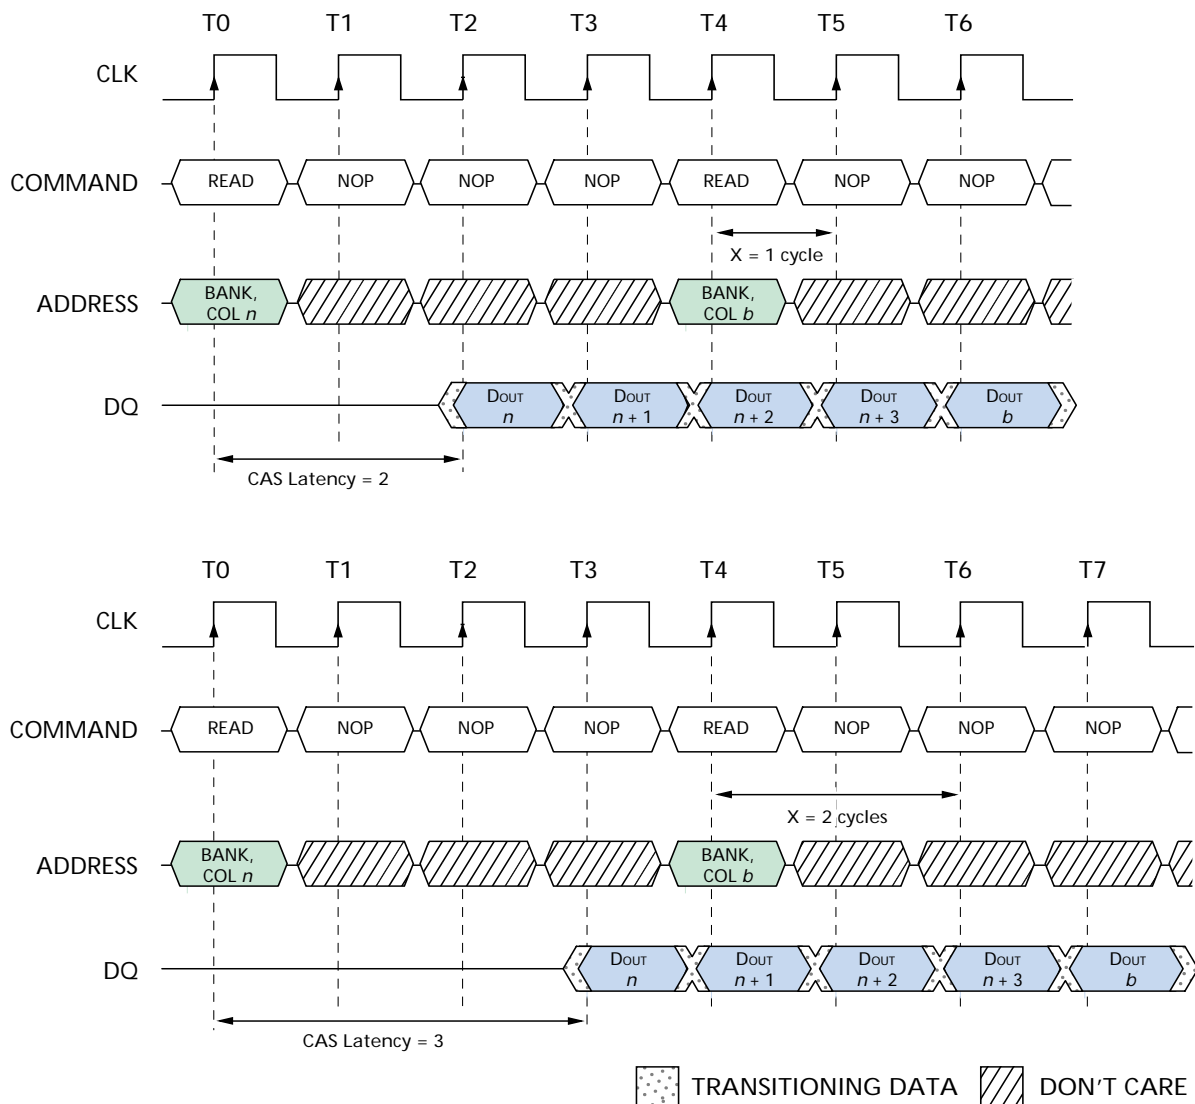 T0 T1 T2 T3 T4 T5 T6
CLK
COMMAND READ NOP NOP NOP READ NOP NOP
X = 1 cycle
ADDRESS BANK, COL n BANK, COL b
DQ DOUT n DOUT n + 1 DOUT n + 2 DOUT n + 3 DOUT b
CAS Latency = 2
T0 T1 T2 T3 T4 T5 T6 T7
CLK
COMMAND READ NOP NOP NOP READ NOP NOP NOP
X = 2 cycles
ADDRESS BANK, COL n BANK, COL b
DQ DOUT n DOUT n + 1 DOUT n + 2 DOUT n + 3 DOUT b
CAS Latency = 3
TRANSITIONING DATA DON'T CARE